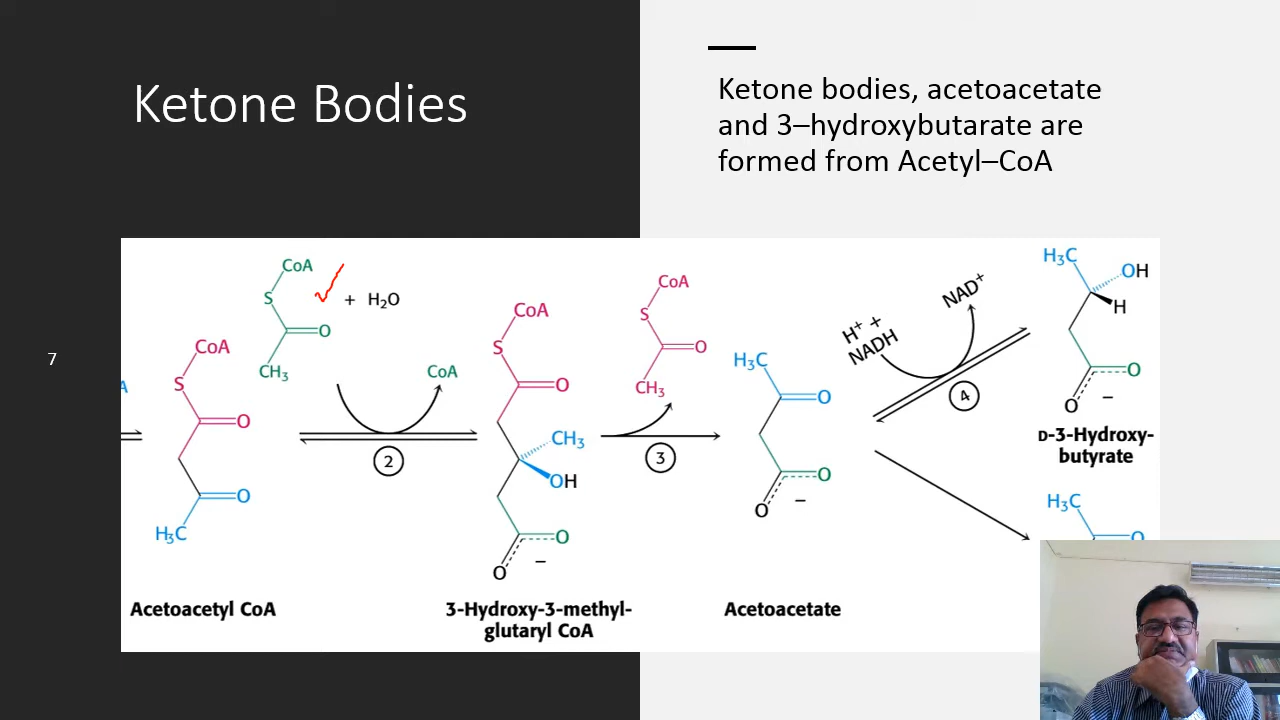 Ketone Bodies
Ketone bodies, acetoacetate
and 3–hydroxybutarate are
formed from Acetyl–CoA
7
A
CoA
S
O
H₃C
Acetoacetyl CoA
CoA
S
O
CH₃
+ H₂O
CoA
2
CoA
S
O
CH₃
OH
O
O
–
3-Hydroxy-3-methyl-
glutaryl CoA
CoA
S
O
CH₃
3
H₃C
O
O
O
–
Acetoacetate
H⁺ +
NADH
NAD⁺
4
H₃C
OH
H
O
O
–
D-3-Hydroxy-
butyrate
H₃C
O